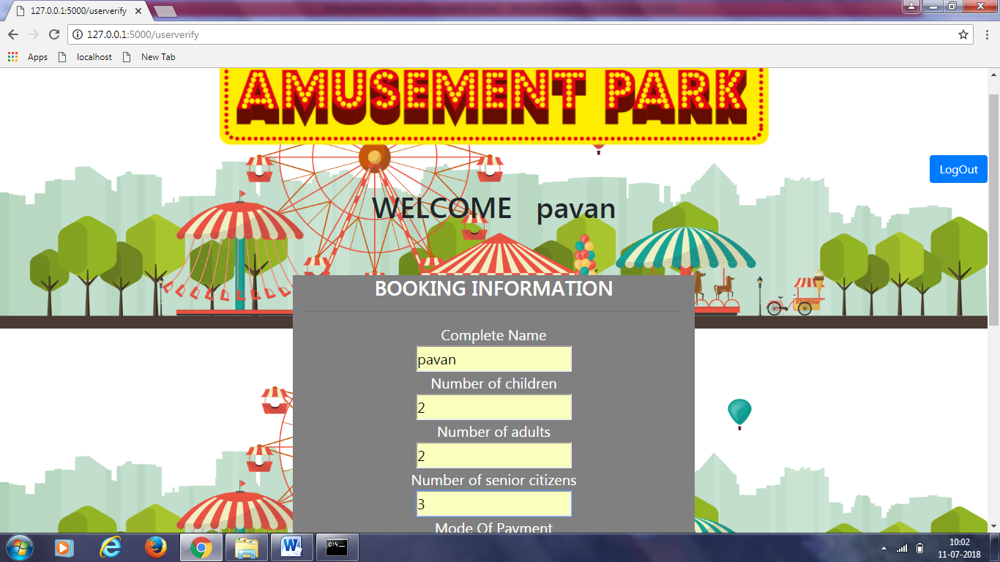 127.0.0.1:5000/userverify
127.0.0.1:5000/userverify
Apps localhost New Tab
AMUSEMENT PARK
LogOut
WELCOME pavan
BOOKING INFORMATION
Complete Name
pavan
Number of children
2
Number of adults
2
Number of senior citizens
3
Mode Of Payment
ICE CREAM
10:02
11-07-2018